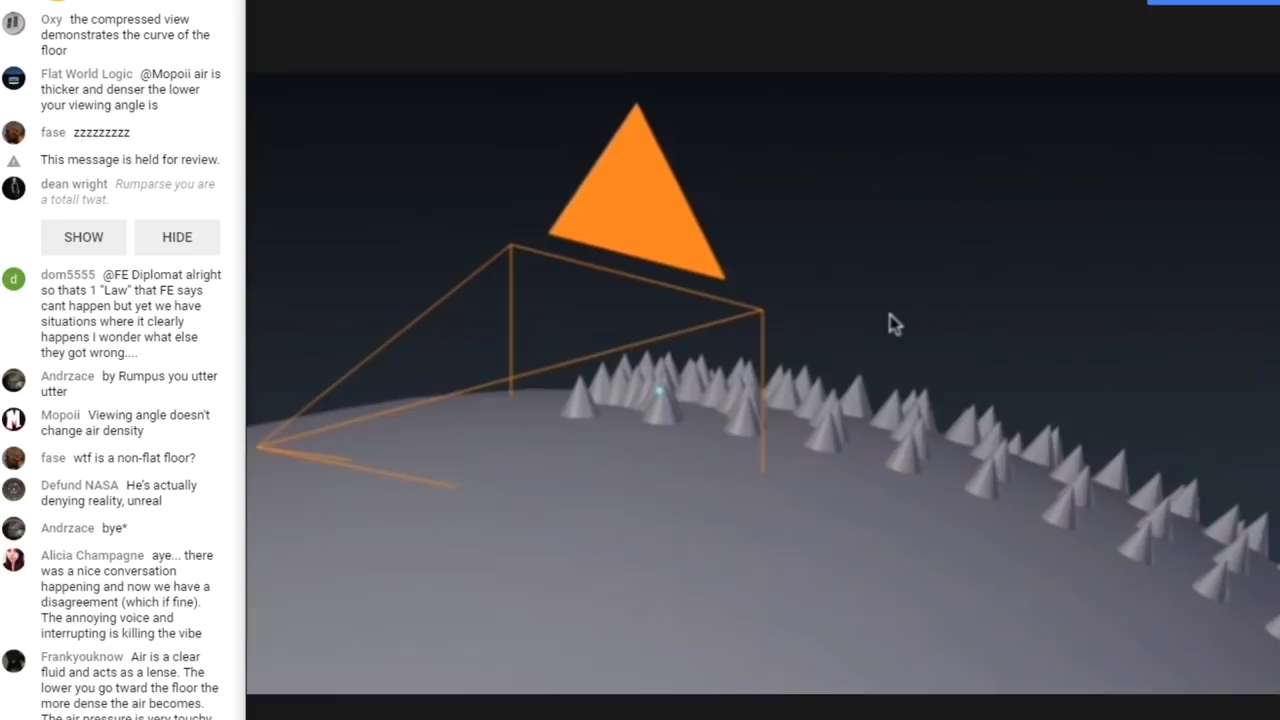 Oxy the compressed view
demonstrates the curve of the
floor
Flat World Logic @Mopoii air is
thicker and denser the lower
your viewing angle is
fase zzzzzzzzz
This message is held for review.
dean wright Rumparse you are
a totall twat.
SHOW HIDE
d dom5555 @FE Diplomat alright
so thats 1 "Law" that FE says
cant happen but yet we have
situations where it clearly
happens I wonder what else
they got wrong....
Andrzace by Rumpus you utter
utter
M Mopoii Viewing angle doesn't
change air density
fase wtf is a non-flat floor?
Defund NASA He's actually
denying reality, unreal
Andrzace bye*
Alicia Champagne aye... there
was a nice conversation
happening and now we have a
disagreement (which if fine).
The annoying voice and
interrupting is killing the vibe
Frankyouknow Air is a clear
fluid and acts as a lense. The
lower you go tward the floor the
more dense the air becomes.
The air pressure is very touchy